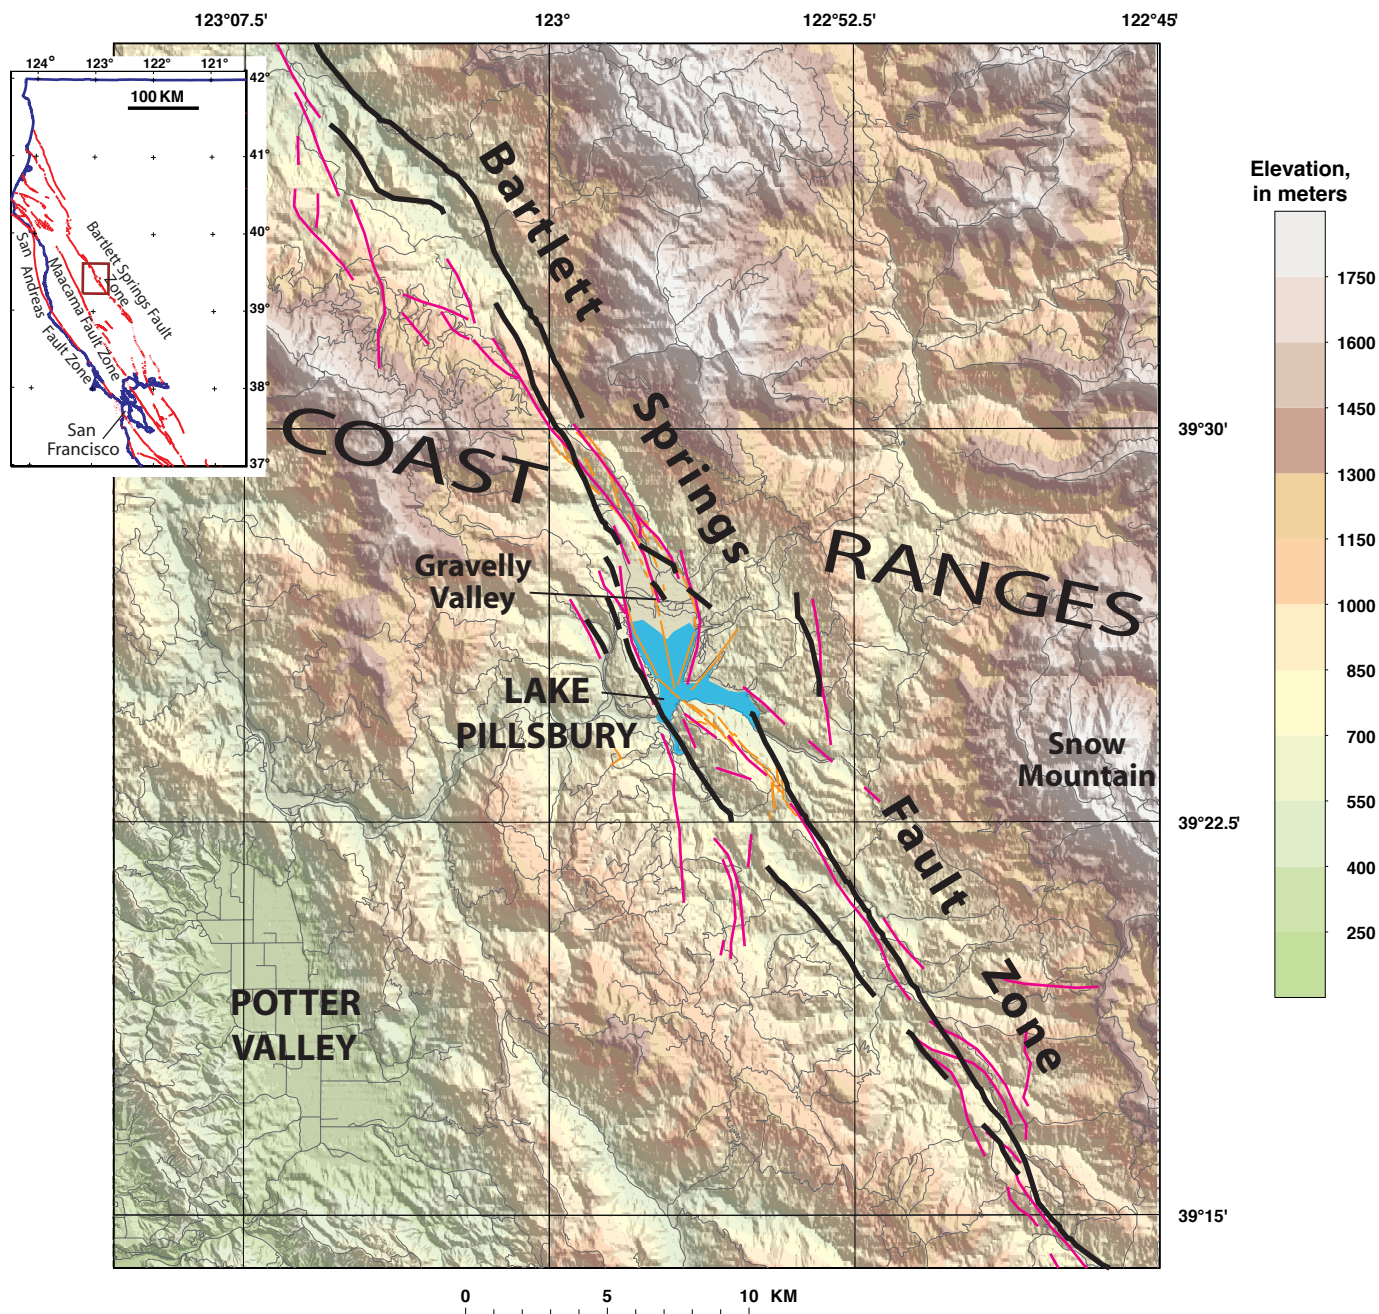 123°07.5'
123°
122°52.5'
122°45'
124°
123°
122°
121°
100 KM
42°
41°
40°
39°
38°
37°
Bartlett Springs Fault
Zone
Maacama Fault Zone
San Andreas Fault Zone
San
Francisco
Bartlett
Springs
Fault
Zone
COAST
RANGES
Gravelly
Valley
LAKE
PILLSBURY
Snow
Mountain
POTTER
VALLEY
39°30'
39°22.5'
39°15'
Elevation,
in meters
1750
1600
1450
1300
1150
1000
850
700
550
400
250
0 5 10 KM